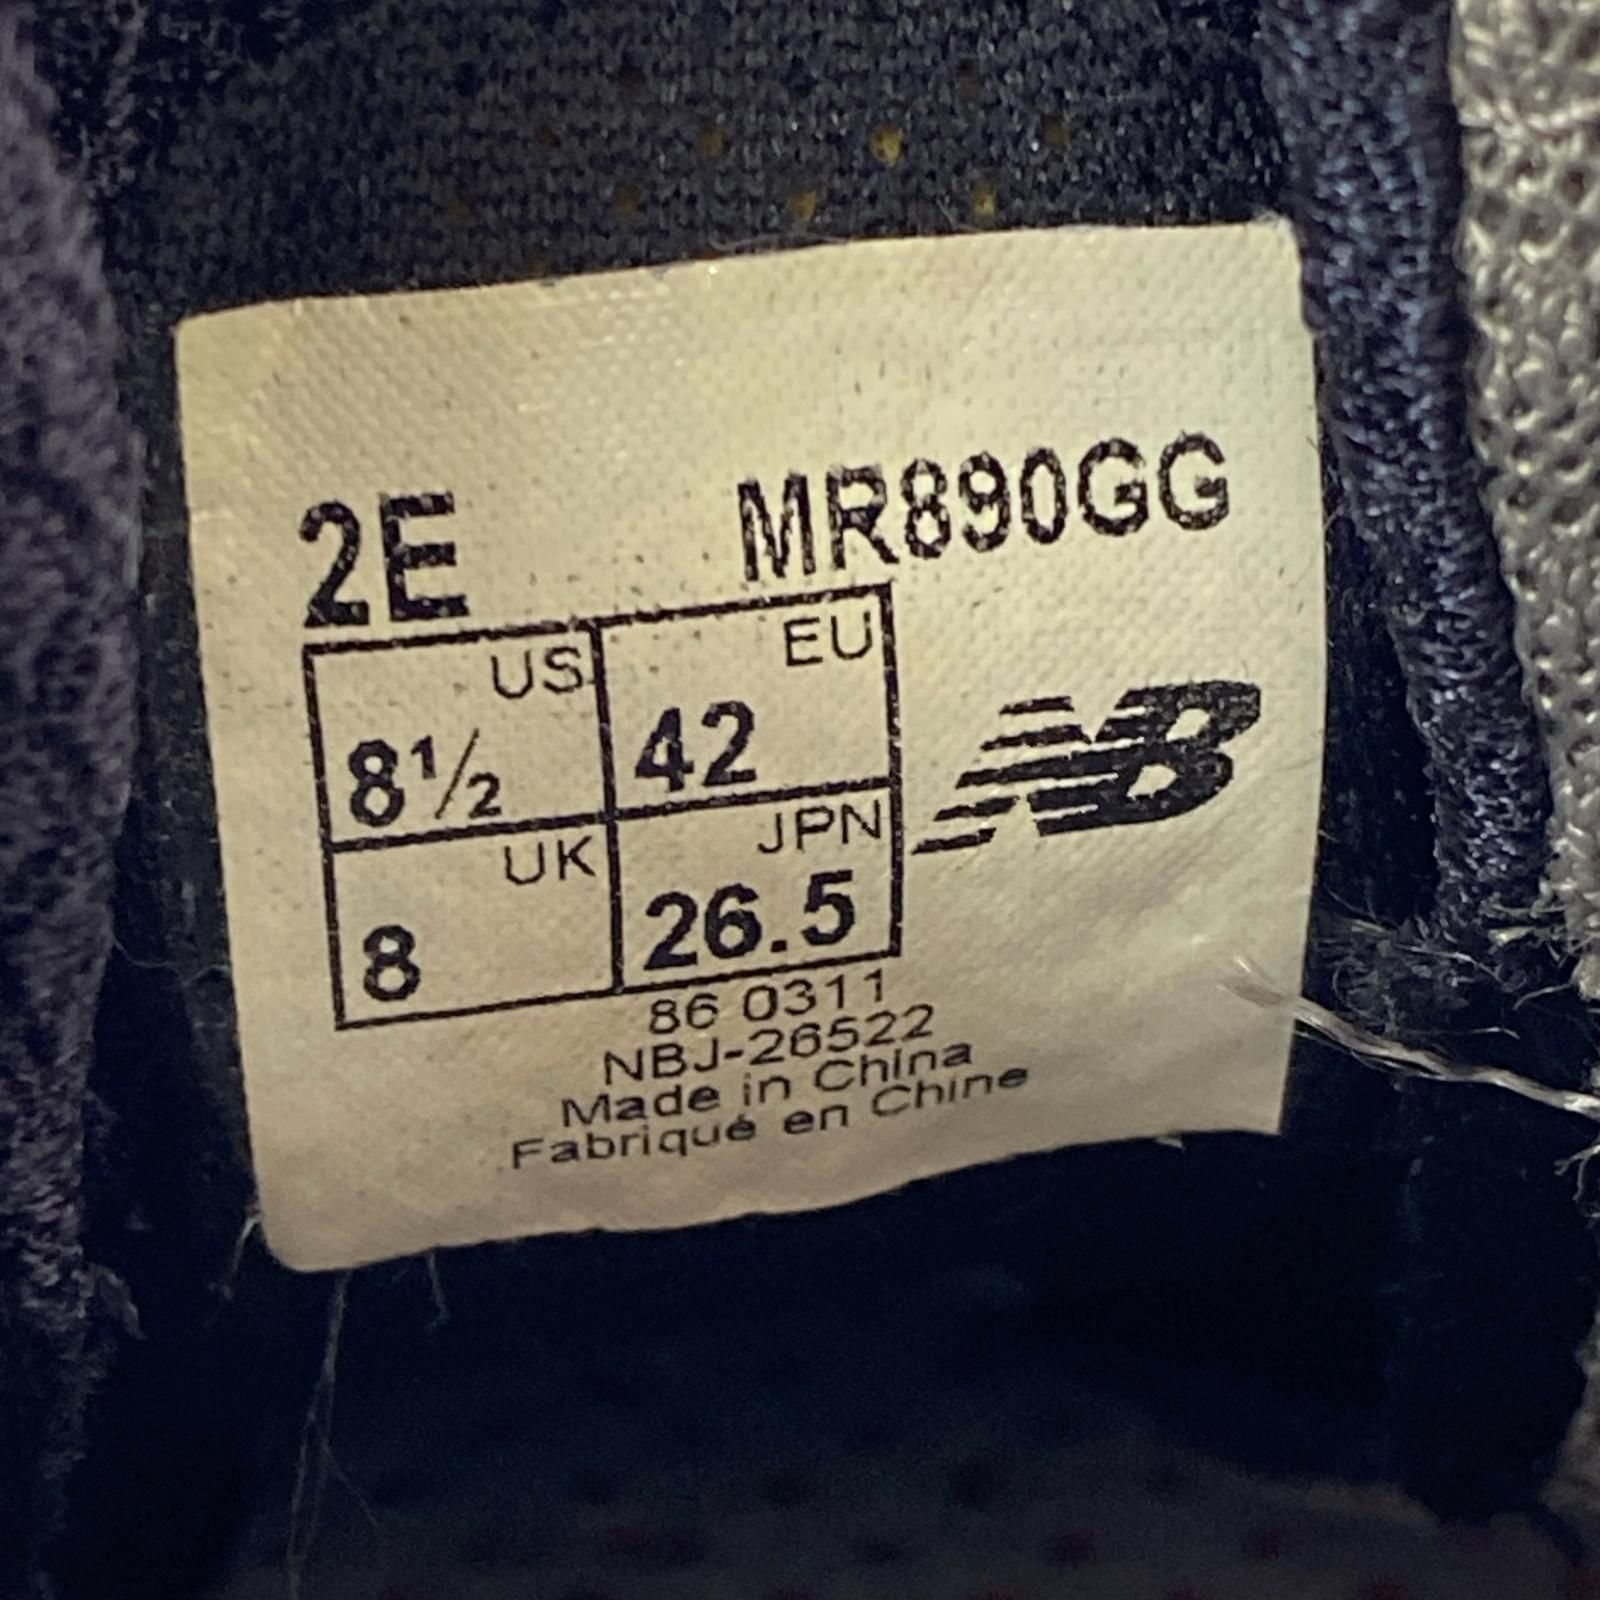 2E MR890GG
US EU
8½ 42
UK JPN
8 26.5
NB
86 0311
NBJ-26522
Made in China
Fabriqué en Chine